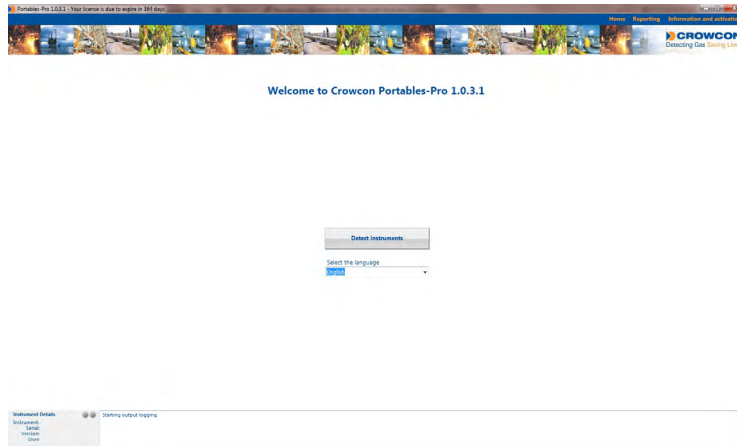 Portables-Pro 1.0.3.1 - Your license is due to expire in 364 days
Home Reporting Information and activatio
CROWCON
Detecting Gas Saving Live
Welcome to Crowcon Portables-Pro 1.0.3.1
Detect instruments
Select the language
English
Instrument Details
Starting output logging
Instrument:
Serial:
Version:
User: